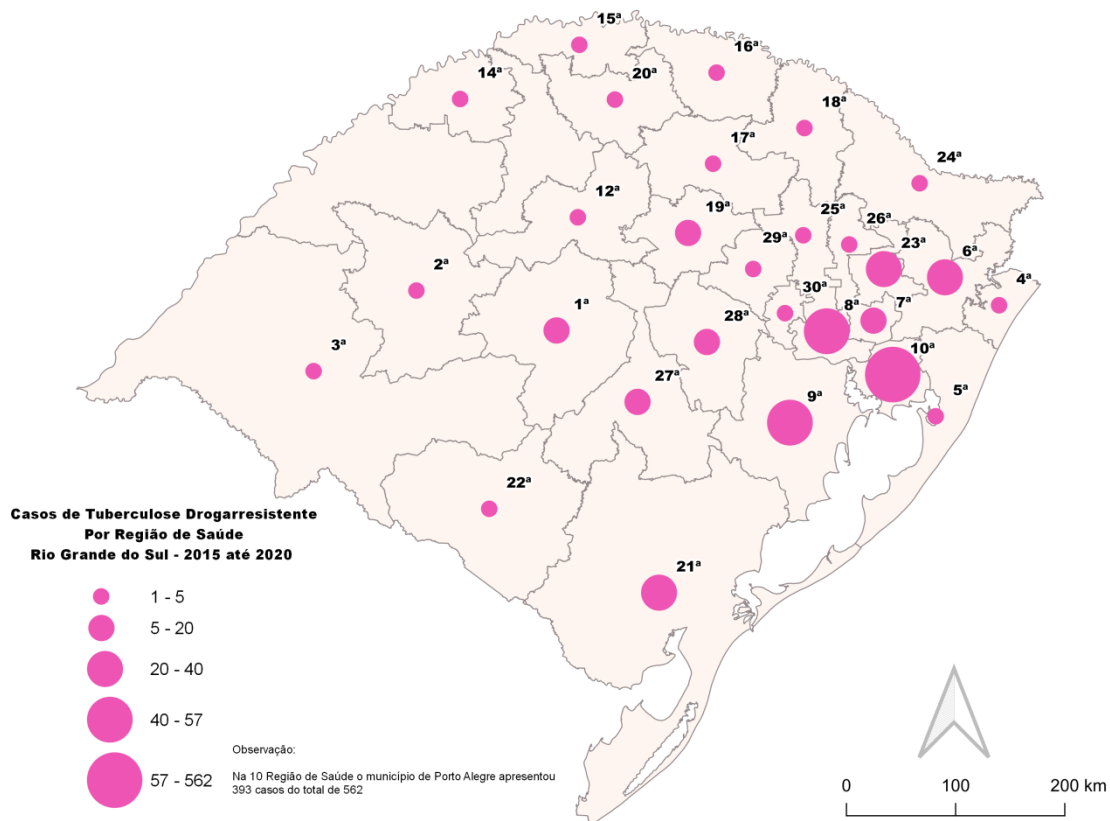 15ª
16ª
14ª
20ª
18ª
17ª
24ª
12ª
19ª
25ª
26ª
29ª
23ª
6ª
2ª
4ª
30ª
8ª
7ª
1ª
28ª
3ª
10ª
27ª
9ª
5ª
22ª
21ª
Casos de Tuberculose Drogarresistente
Por Região de Saúde
Rio Grande do Sul - 2015 até 2020
1 - 5
5 - 20
20 - 40
40 - 57
57 - 562
Observação:
Na 10 Região de Saúde o município de Porto Alegre apresentou
393 casos do total de 562
0 100 200 km